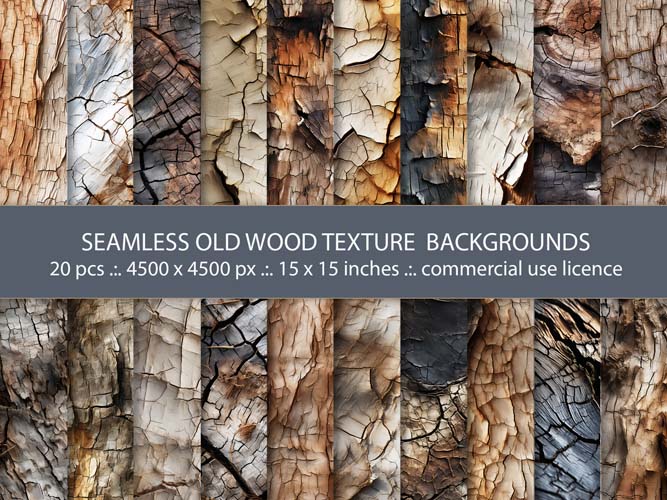 SEAMLESS OLD WOOD TEXTURE  BACKGROUNDS
20 pcs .:. 4500 x 4500 px .:. 15 x 15 inches .:. commercial use licence